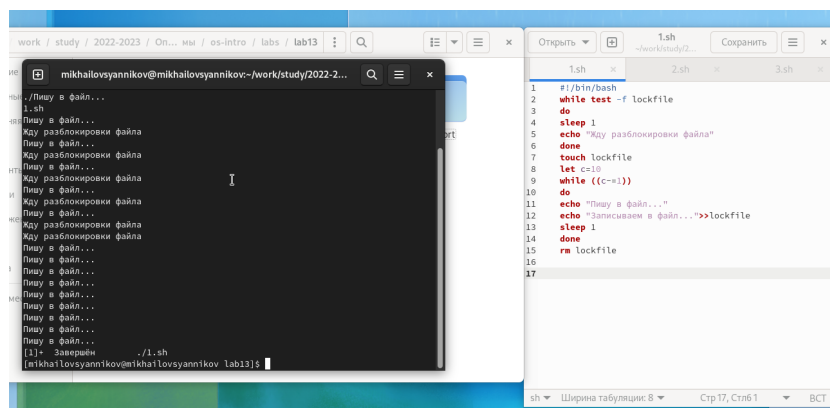 work / study / 2022-2023 / Оп... мы / os-intro / labs / lab13
mikhailovsyannikov@mikhailovsyannikov:~/work/study/2022-2...
./Пишу в файл...
1.sh
Пишу в файл...
Жду разблокировки файла
Пишу в файл...
Жду разблокировки файла
Пишу в файл...
Жду разблокировки файла
Пишу в файл...
Жду разблокировки файла
Пишу в файл...
Жду разблокировки файла
Жду разблокировки файла
Пишу в файл...
Пишу в файл...
Пишу в файл...
Пишу в файл...
Пишу в файл...
Пишу в файл...
Пишу в файл...
Пишу в файл...
Пишу в файл...
[1]+ Завершён ./1.sh
[mikhailovsyannikov@mikhailovsyannikov lab13]$
Открыть
1.sh
~/work/study/2...
Сохранить
1.sh
2.sh
3.sh
1 #!/bin/bash
2 while test -f lockfile
3 do
4 sleep 1
5 echo "Жду разблокировки файла"
6 done
7 touch lockfile
8 let c=10
9 while ((c-=1))
10 do
11 echo "Пишу в файл..."
12 echo "Записываем в файл...">>lockfile
13 sleep 1
14 done
15 rm lockfile
16
17
sh
Ширина табуляции: 8
Стр 17, Стлб 1
ВСТ